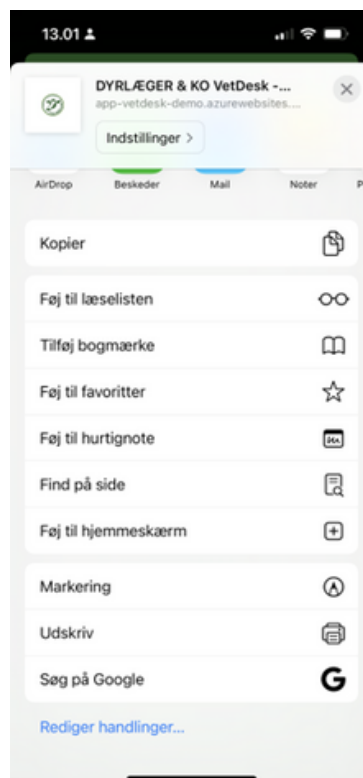 13.01
DYRLÆGER & KO VetDesk -...
app-vetdesk-demo.azurewebsites....
Indstillinger >
AirDrop Beskeder Mail Noter P
Kopier
Føj til læselisten
Tilføj bogmærke
Føj til favoritter
Føj til hurtignote
Find på side
Føj til hjemmeskærm
Markering
Udskriv
Søg på Google
Rediger handlinger...